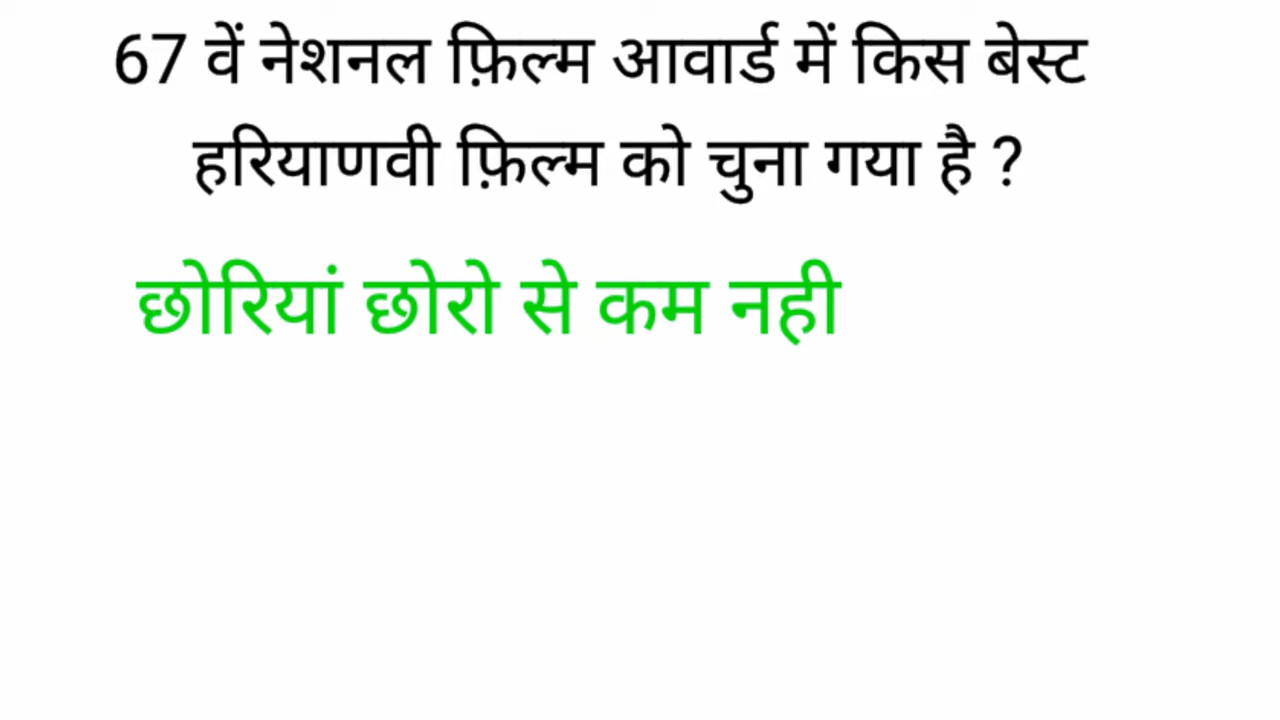 67 वें नेशनल फ़िल्म आवार्ड में किस बेस्ट
हरियाणवी फ़िल्म को चुना गया है ?
छोरियां छोरो से कम नही